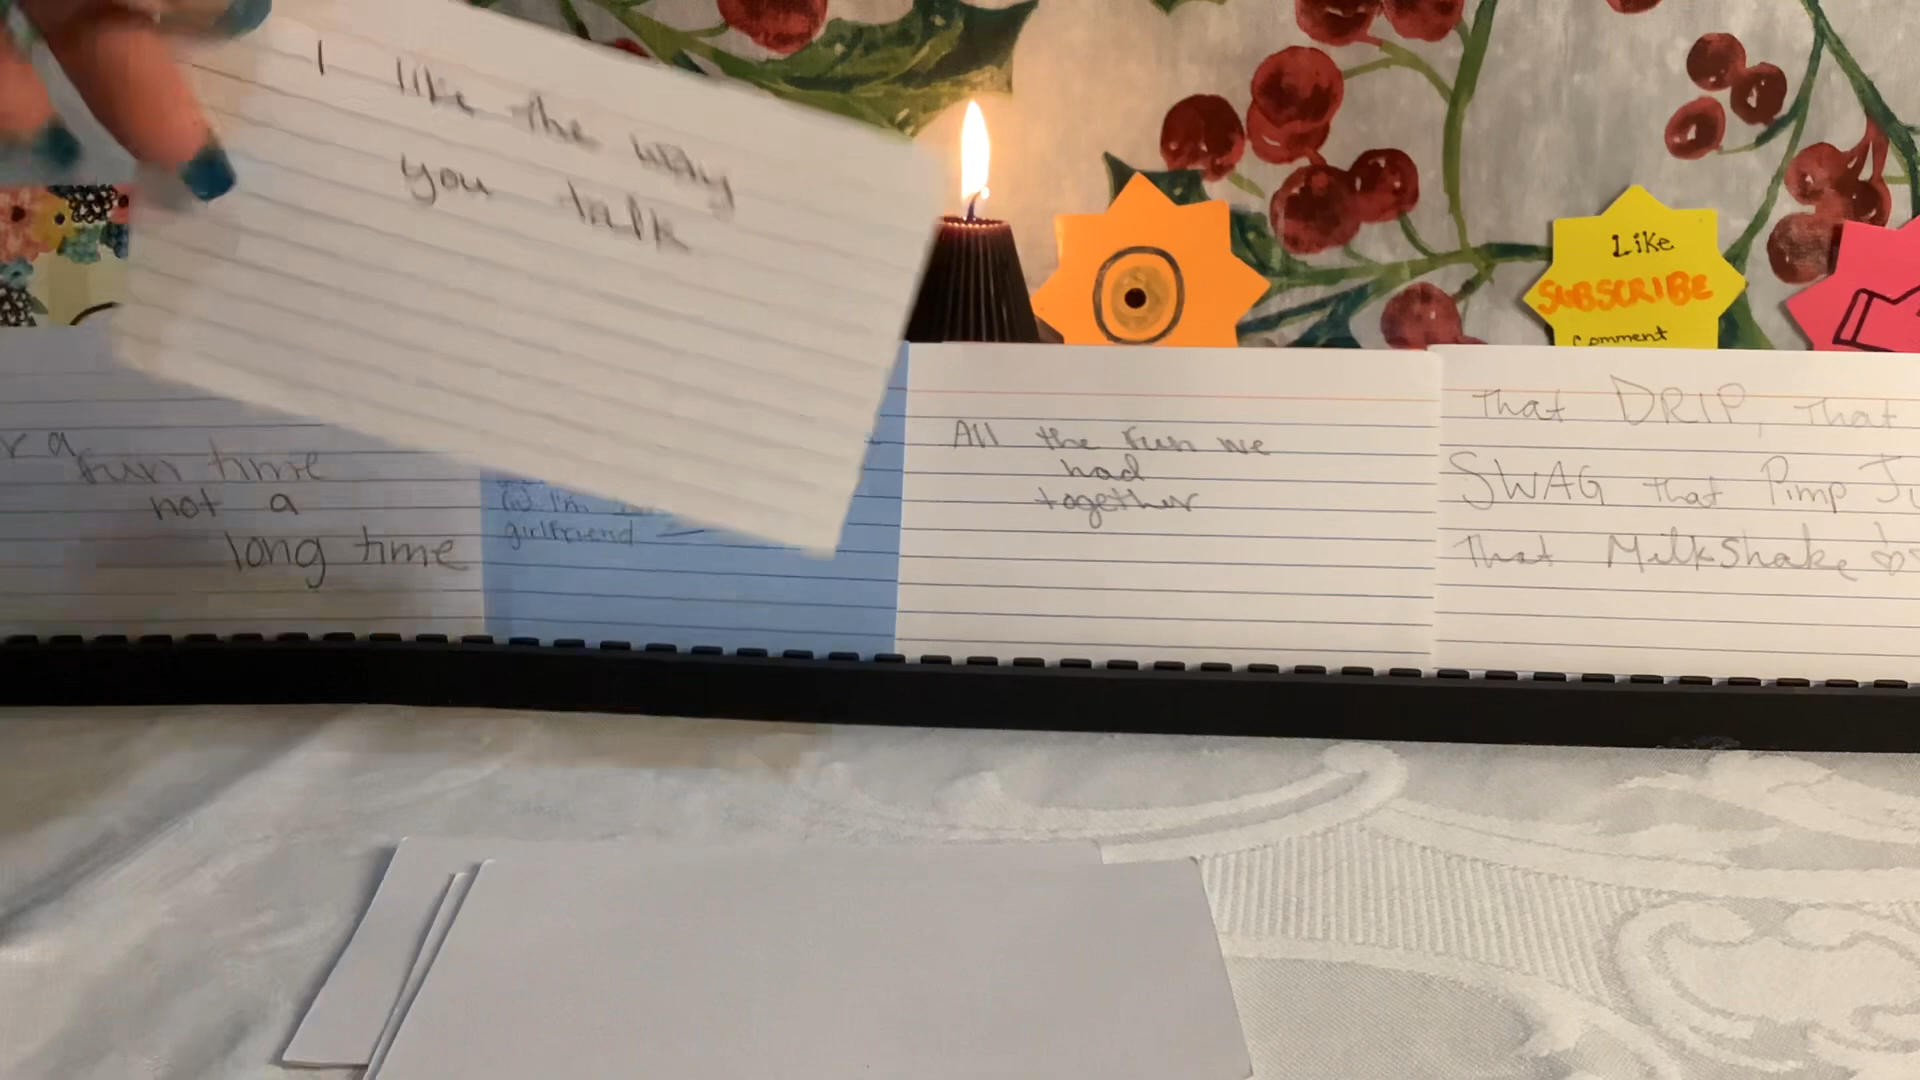 I like the way
you talk
Like
SUBSCRIBE
Comment
fun time
not a
long time
I'm
girlfriend
All the fun we
had
together
That DRIP, That
SWAG That Pimp
That Milkshake